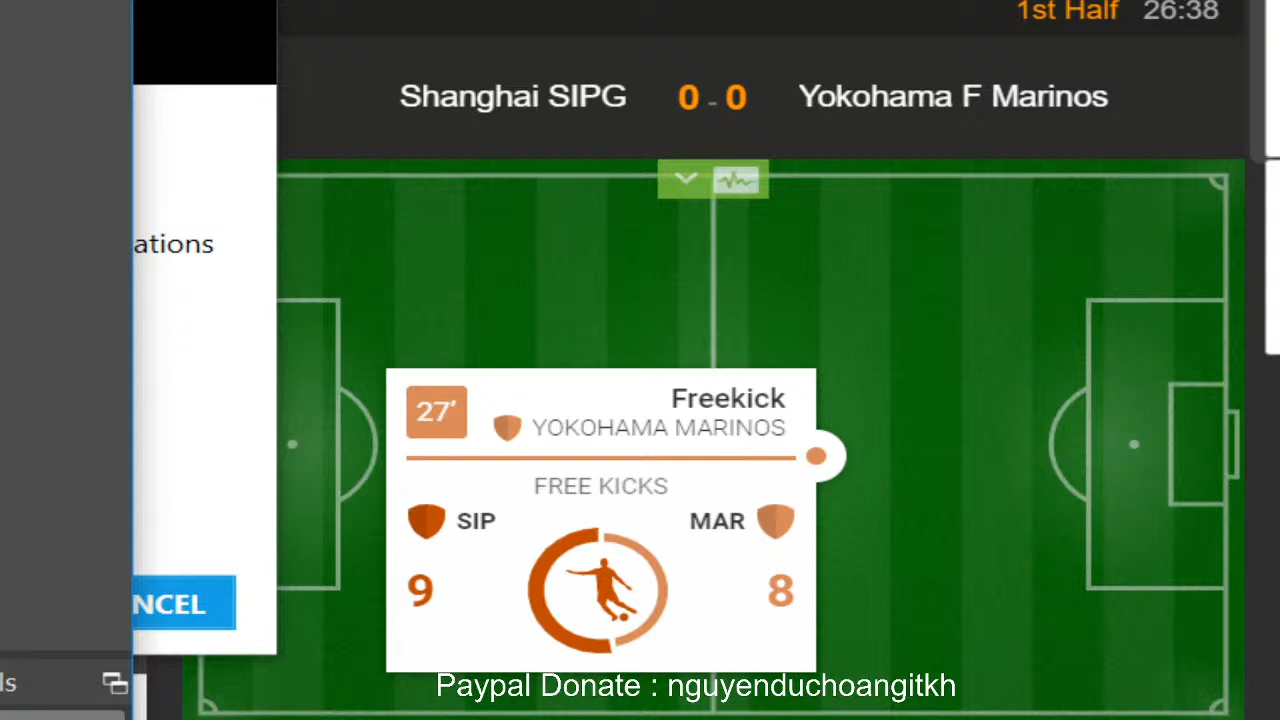 1st Half 26:38
Shanghai SIPG 0 - 0 Yokohama F Marinos
ations
27' Freekick
YOKOHAMA MARINOS
FREE KICKS
SIP MAR
9 8
NCEL
ls
Paypal Donate : nguyenduchoangitkh